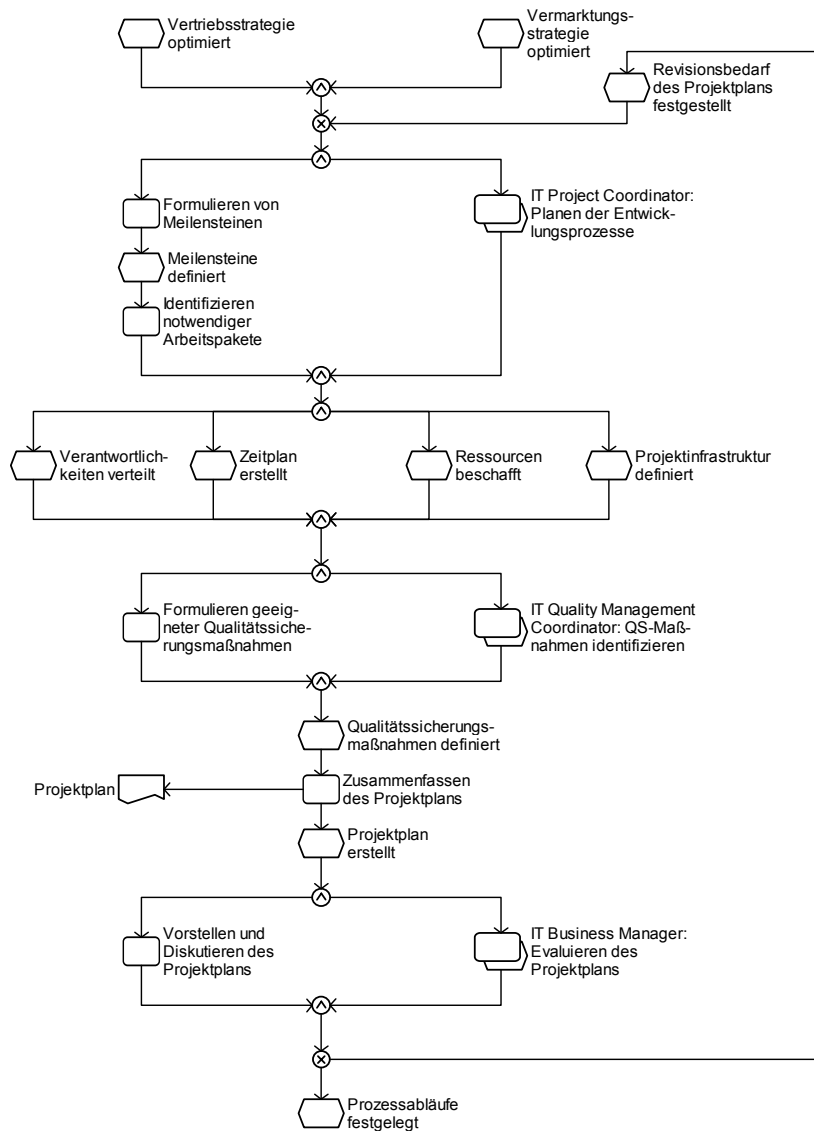 Vertriebsstrategie
optimiert
Vermarktungs-
strategie
optimiert
Revisionsbedarf
des Projektplans
festgestellt
Formulieren von
Meilensteinen
IT Project Coordinator:
Planen der Entwick-
lungsprozesse
Meilensteine
definiert
Identifizieren
notwendiger
Arbeitspakete
Verantwortlich-
keiten verteilt
Zeitplan
erstellt
Ressourcen
beschafft
Projektinfrastruktur
definiert
Formulieren geeig-
neter Qualitätssiche-
rungsmaßnahmen
IT Quality Management
Coordinator: QS-Maß-
nahmen identifizieren
Qualitätssicherungs-
maßnahmen definiert
Projektplan
Zusammenfassen
des Projektplans
Projektplan
erstellt
Vorstellen und
Diskutieren des
Projektplans
IT Business Manager:
Evaluieren des
Projektplans
Prozessabläufe
festgelegt